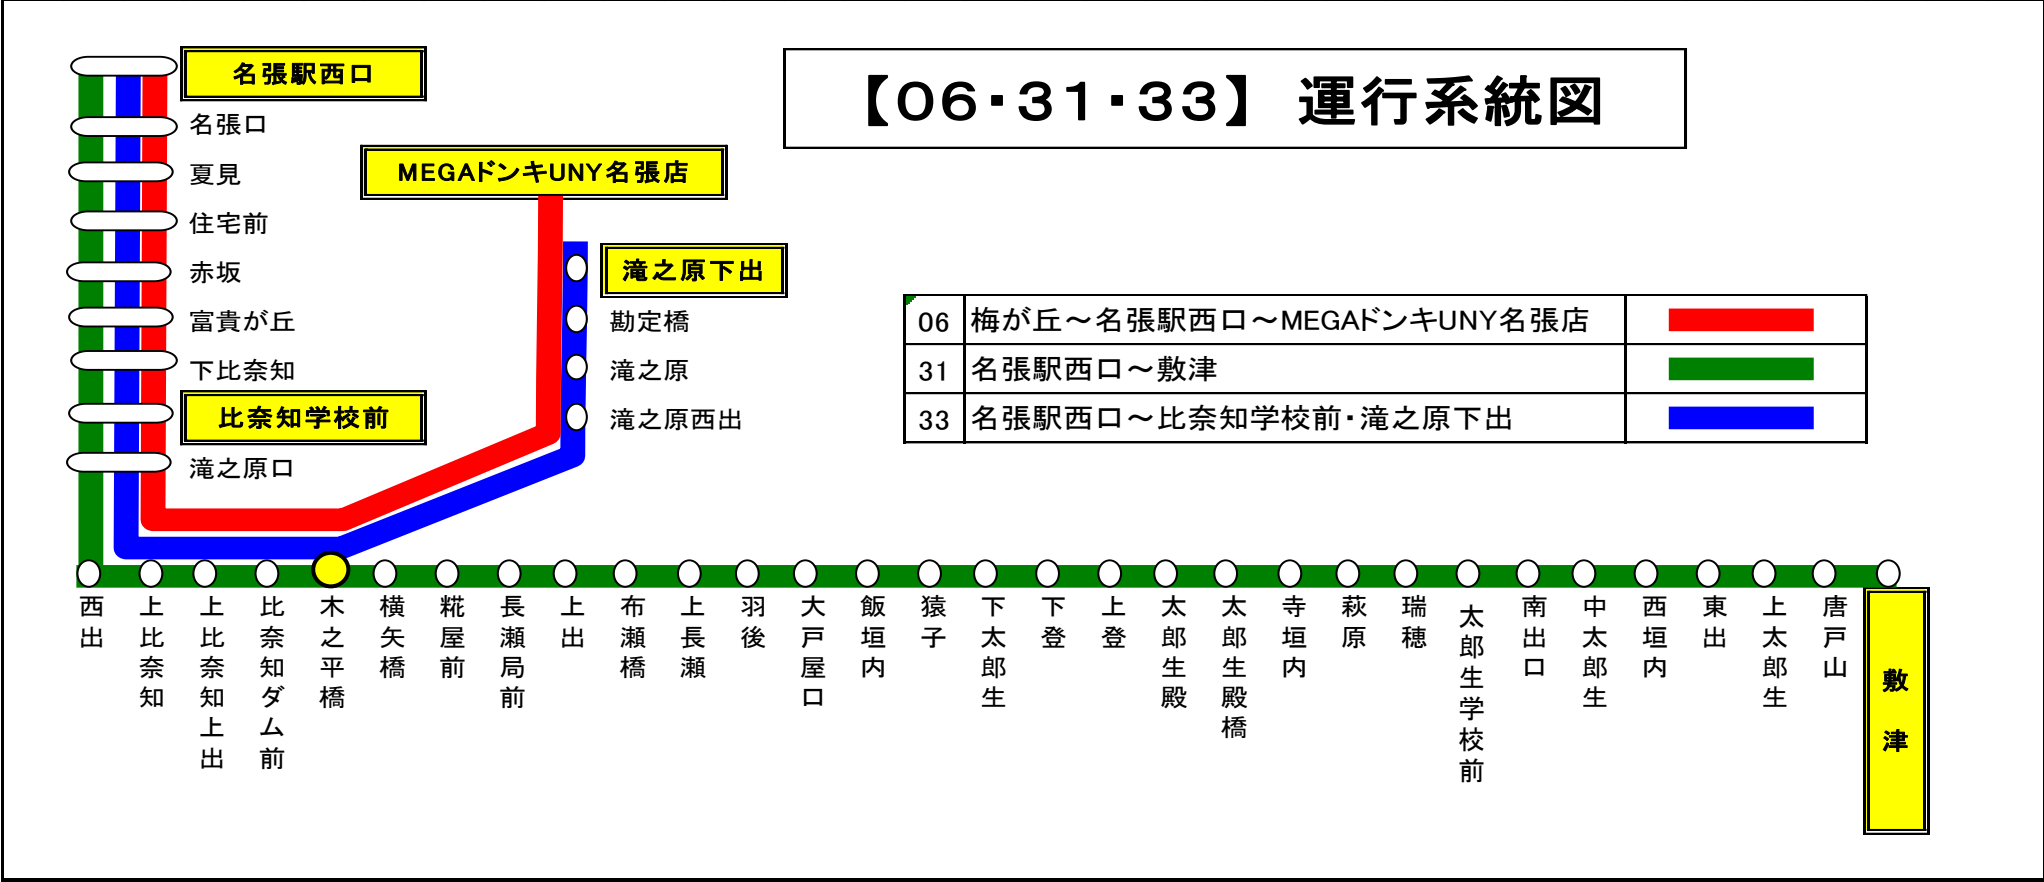 【06・31・33】 運行系統図
名張駅西口
名張口
夏見
住宅前
赤坂
富貴が丘
下比奈知
比奈知学校前
滝之原口
MEGAドンキUNY名張店
滝之原下出
勘定橋
滝之原
滝之原西出
06 梅が丘～名張駅西口～MEGAドンキUNY名張店
31 名張駅西口～敷津
33 名張駅西口～比奈知学校前・滝之原下出
西出
上比奈知
上比奈知上出
比奈知ダム前
木之平橋
横矢橋
糀屋前
長瀬局前
上出
布瀬橋
上長瀬
羽後
大戸屋口
飯垣内
猿子
下太郎生
下登
上登
太郎生殿
太郎生殿橋
寺垣内
萩原
瑞穂
太郎生学校前
南出口
中太郎生
西垣内
東出
上太郎生
唐戸山
敷津